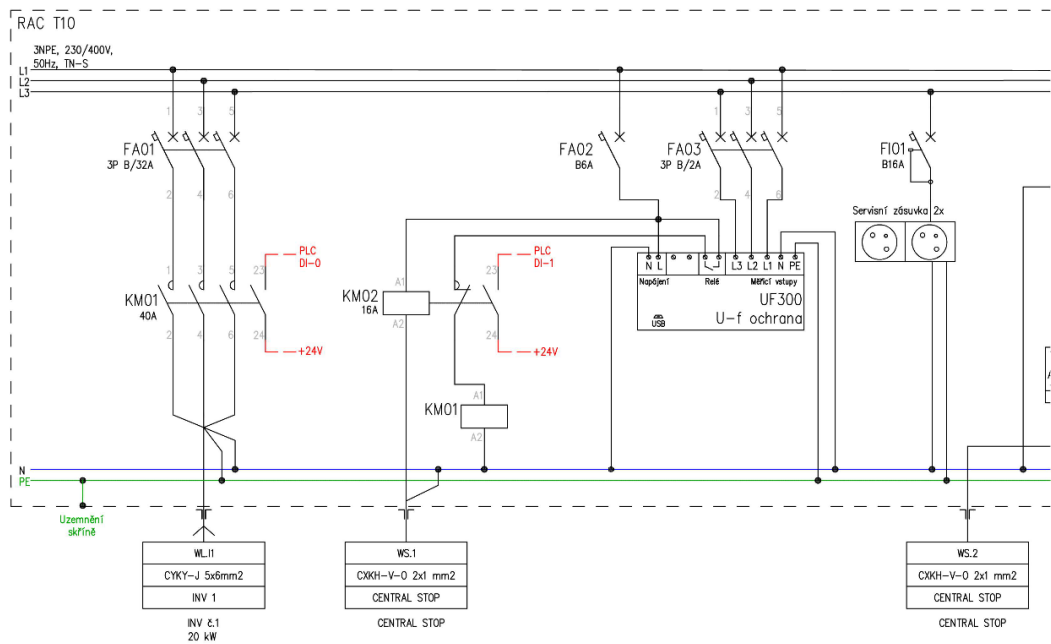 RAC T10
3NPE, 230/400V,
50Hz, TN-S
L1
L2
L3
1 3 5
FA01
3P B/32A
2 4 6
FA02
B6A
1 3 5
FA03
3P B/2A
2 4 6
FI01
B16A
Servisní zásuvka 2x
PLC
DI-0
1 3 5 23
KM01
40A
2 4 6 24
+24V
A1
KM02
16A
A2
PLC
DI-1
23
24
+24V
A1
KM01
A2
N L L3 L2 L1 N PE
Napájení Relé Měřicí vstupy
UF300
U-f ochrana
USB
A
N
PE
Uzemnění
skříně
WL.I1
CYKY-J 5x6mm2
INV 1
INV č.1
20 kW
WS.1
CXKH-V-O 2x1 mm2
CENTRAL STOP
CENTRAL STOP
WS.2
CXKH-V-O 2x1 mm2
CENTRAL STOP
CENTRAL STOP